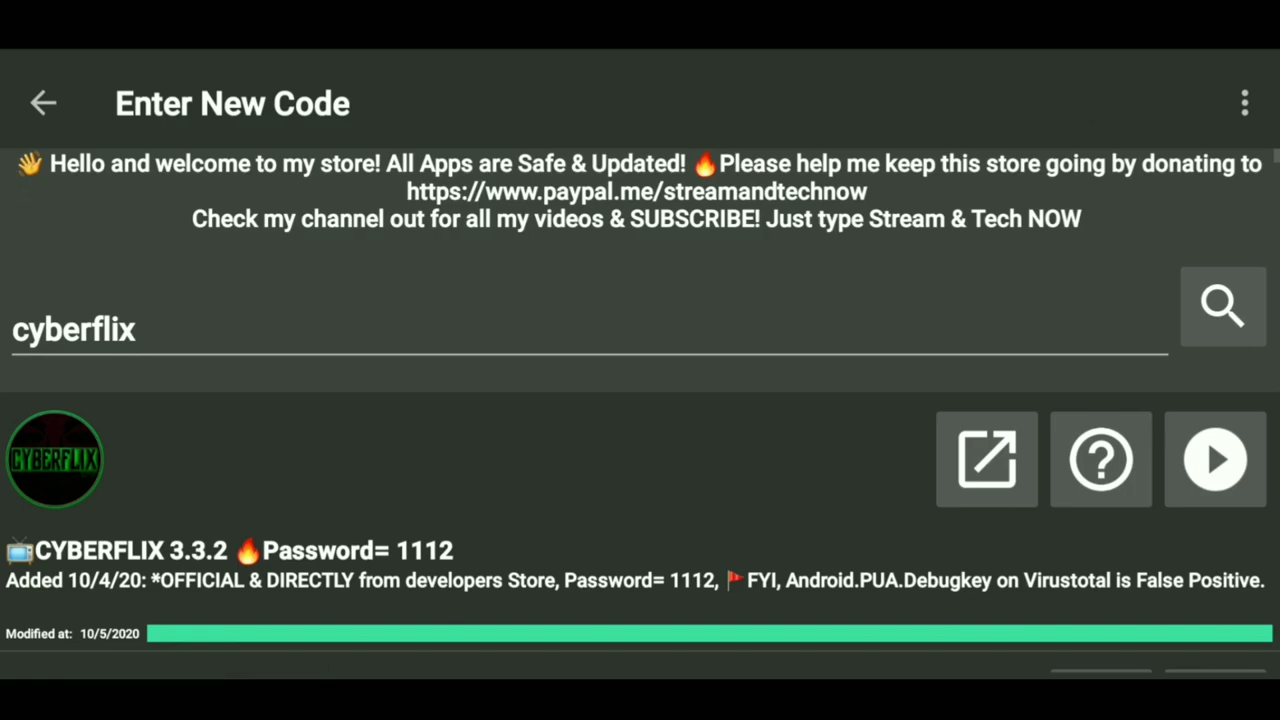 Enter New Code
👋 Hello and welcome to my store! All Apps are Safe & Updated! 🔥Please help me keep this store going by donating to
https://www.paypal.me/streamandtechnow
Check my channel out for all my videos & SUBSCRIBE! Just type Stream & Tech NOW
cyberflix
CYBERFLIX
📺CYBERFLIX 3.3.2 🔥Password= 1112
Added 10/4/20: *OFFICIAL & DIRECTLY from developers Store, Password= 1112, 🚩FYI, Android.PUA.Debugkey on Virustotal is False Positive.
Modified at: 10/5/2020